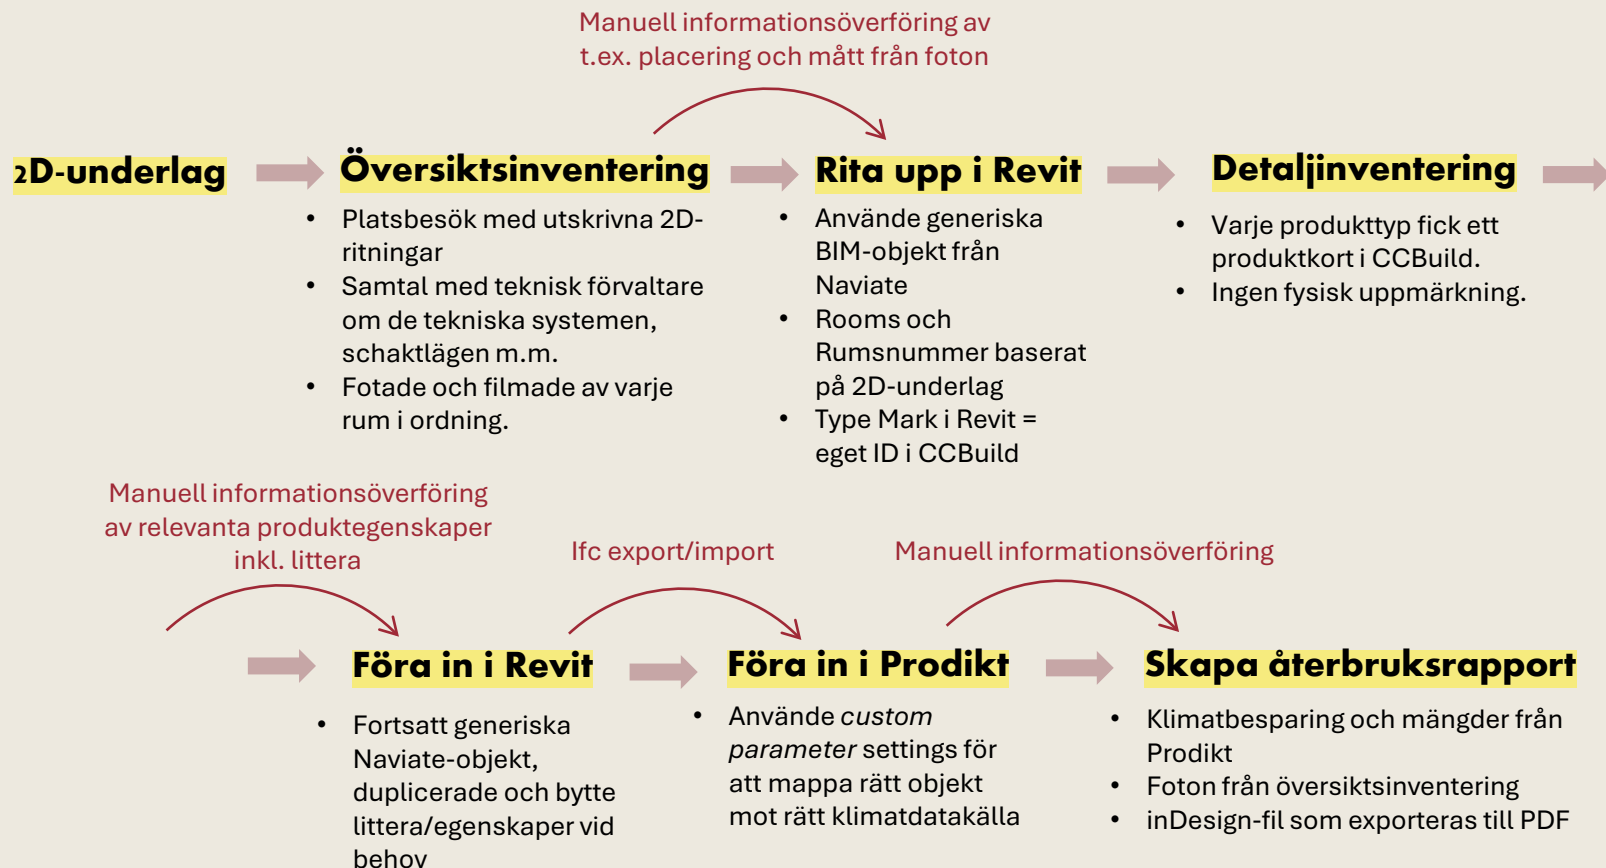 Manuell informationsöverföring av
t.ex. placering och mått från foton
2D-underlag
Översiktsinventering
• Platsbesök med utskrivna 2D-
ritningar
• Samtal med teknisk förvaltare
om de tekniska systemen,
schaktlägen m.m.
• Fotade och filmade av varje
rum i ordning.
Rita upp i Revit
• Använde generiska
BIM-objekt från
Naviate
• Rooms och
Rumsnummer baserat
på 2D-underlag
• Type Mark i Revit =
eget ID i CCBuild
Detaljinventering
• Varje produkttyp fick ett
produktkort i CCBuild.
• Ingen fysisk uppmärkning.
Manuell informationsöverföring
av relevanta produktegenskaper
inkl. littera
Föra in i Revit
• Fortsatt generiska
Naviate-objekt,
duplicerade och bytte
littera/egenskaper vid
behov
Ifc export/import
Föra in i Prodikt
• Använde custom
parameter settings för
att mappa rätt objekt
mot rätt klimatdatakälla
Manuell informationsöverföring
Skapa återbruksrapport
• Klimatbesparing och mängder från
Prodikt
• Foton från översiktsinventering
• inDesign-fil som exporteras till PDF